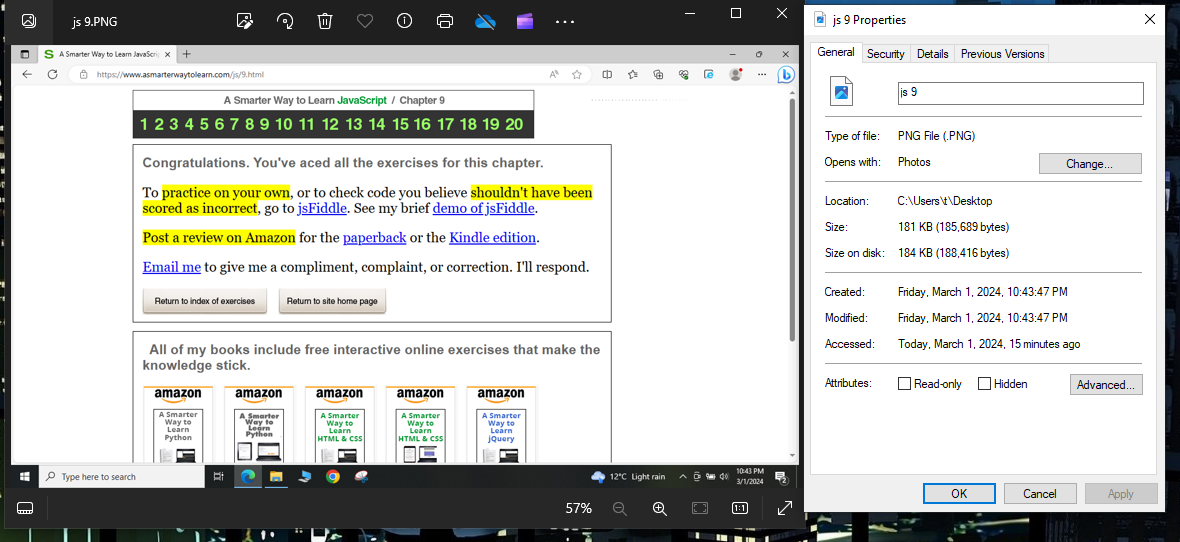 js 9.PNG
A Smarter Way to Learn JavaScri
https://www.asmarterwaytolearn.com/js/9.html
A Smarter Way to Learn JavaScript / Chapter 9
1 2 3 4 5 6 7 8 9 10 11 12 13 14 15 16 17 18 19 20
Congratulations. You've aced all the exercises for this chapter.
To practice on your own, or to check code you believe shouldn't have been
scored as incorrect, go to jsFiddle. See my brief demo of jsFiddle.
Post a review on Amazon for the paperback or the Kindle edition.
Email me to give me a compliment, complaint, or correction. I'll respond.
Return to index of exercises
Return to site home page
All of my books include free interactive online exercises that make the
knowledge stick.
amazon
A Smarter
Way to
Learn
Python
amazon
A Smarter
Way to
Learn
Python
amazon
A Smarter
Way to
Learn
HTML & CSS
amazon
A Smarter
Way to
Learn
HTML & CSS
amazon
A Smarter
Way to
Learn
jQuery
Type here to search
12°C Light rain
10:43 PM
3/1/2024
2
57%
1:1
js 9 Properties
General Security Details Previous Versions
js 9
Type of file: PNG File (.PNG)
Opens with: Photos Change...
Location: C:\Users\t\Desktop
Size: 181 KB (185,689 bytes)
Size on disk: 184 KB (188,416 bytes)
Created: Friday, March 1, 2024, 10:43:47 PM
Modified: Friday, March 1, 2024, 10:43:47 PM
Accessed: Today, March 1, 2024, 15 minutes ago
Attributes: Read-only Hidden Advanced...
OK Cancel Apply